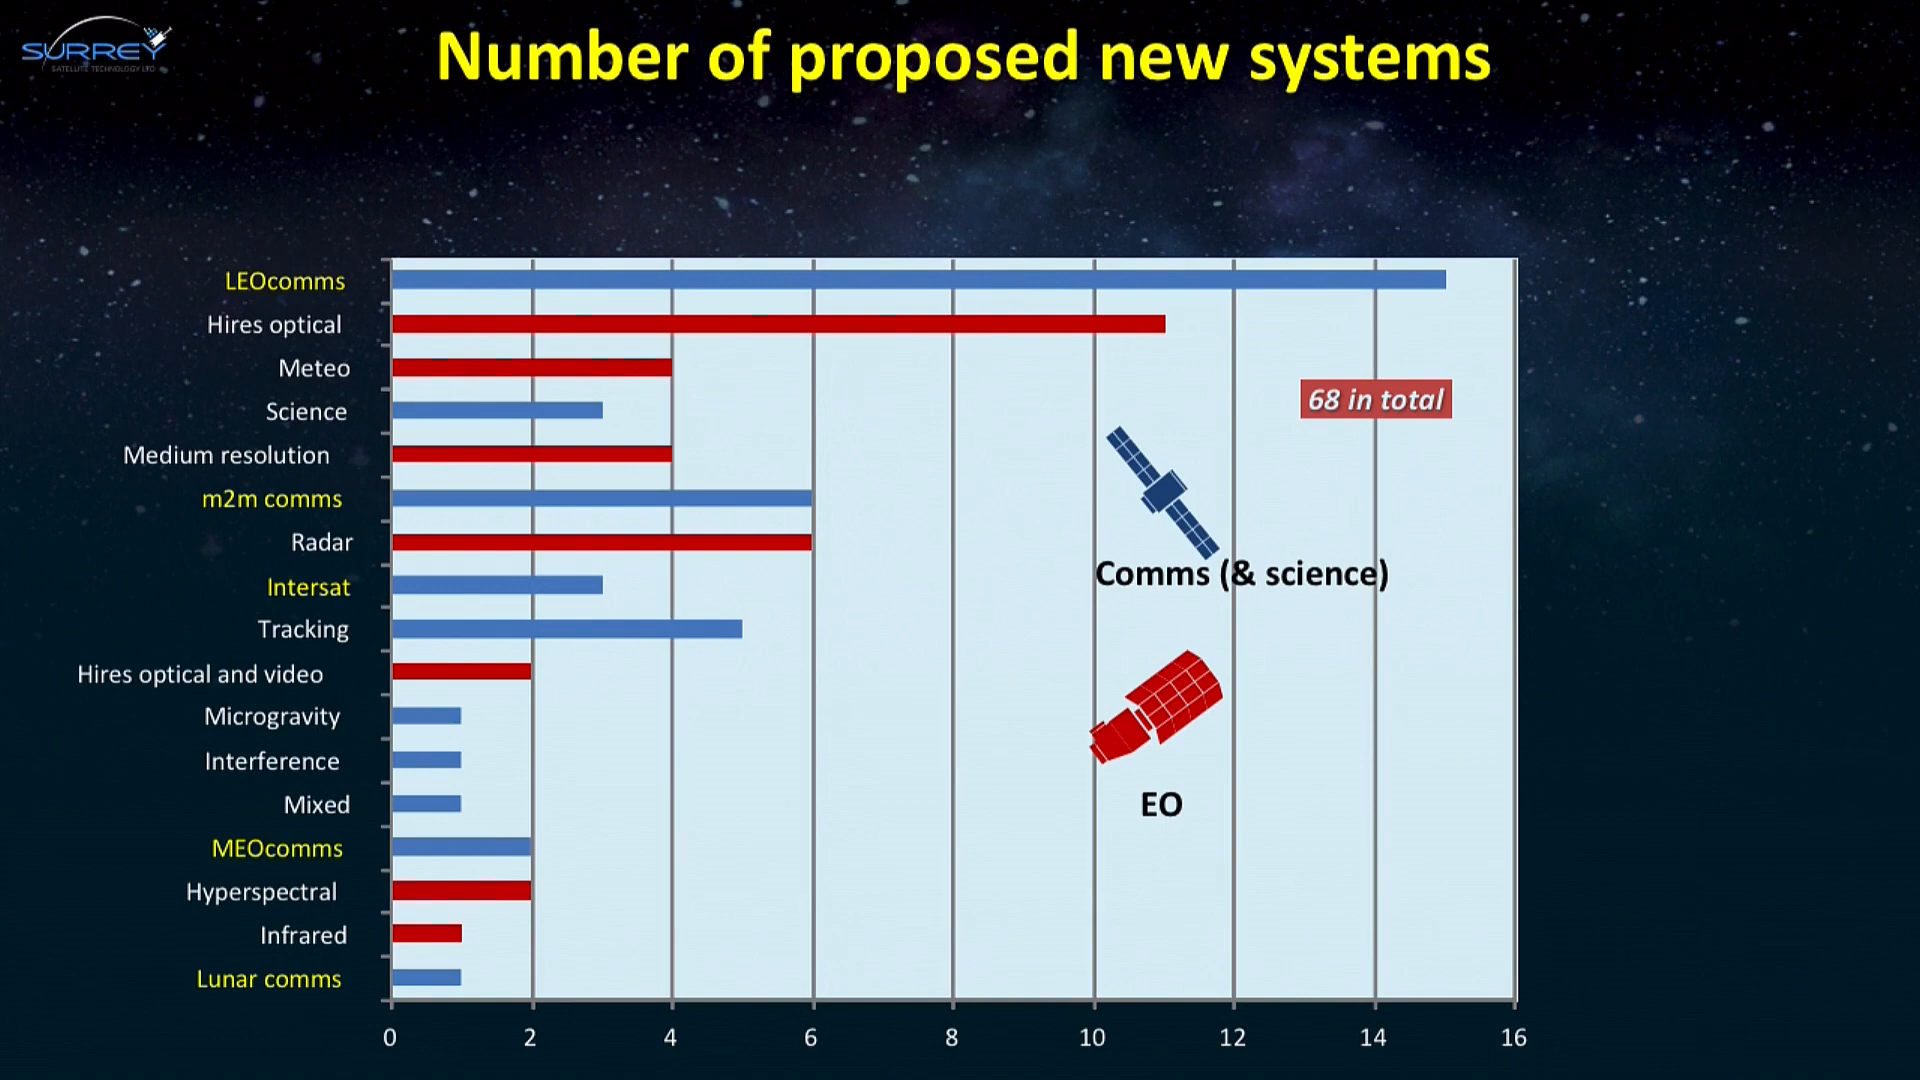 SURREY
SATELLITE TECHNOLOGY LTD
Number of proposed new systems
LEOcomms
Hires optical
Meteo
68 in total
Science
Medium resolution
m2m comms
Radar
Comms (& science)
Intersat
Tracking
Hires optical and video
Microgravity
Interference
Mixed
EO
MEOcomms
Hyperspectral
Infrared
Lunar comms
0 2 4 6 8 10 12 14 16